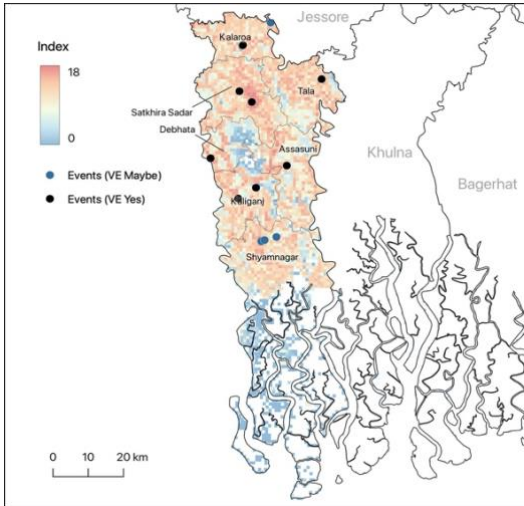 Jessore
Index
Kalaroa
18
Tala
Satkhira Sadar
0
Debhata
Assasuni
Khulna
Events (VE Maybe)
Bagerhat
Events (VE Yes)
Kaliganj
Shyamnagar
0 10 20 km